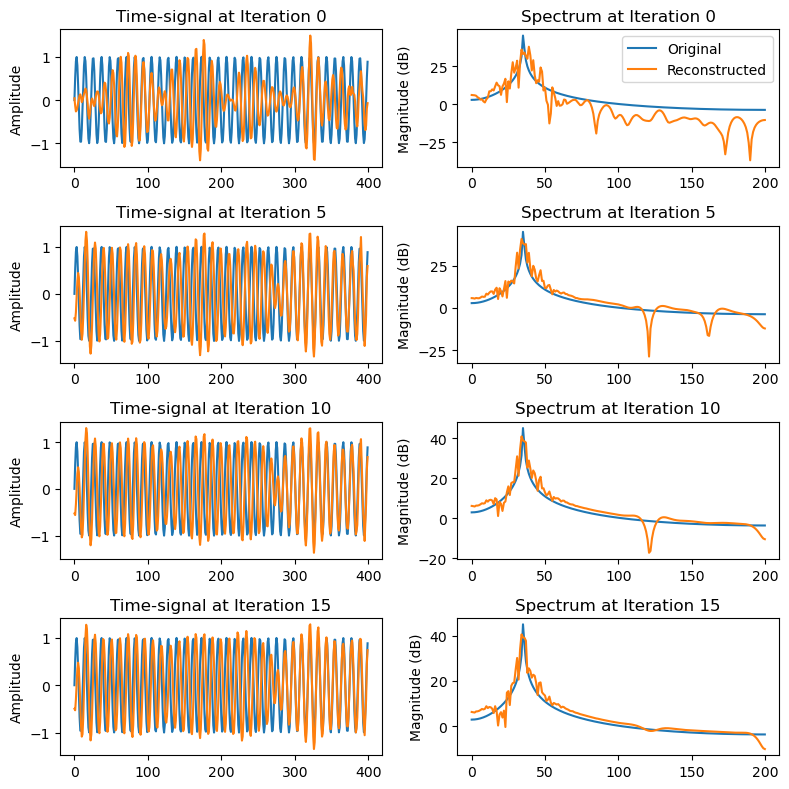 Time-signal at Iteration 0
Amplitude
1
0
−1
0 100 200 300 400
Spectrum at Iteration 0
Magnitude (dB)
25
0
−25
Original
Reconstructed
0 50 100 150 200
Time-signal at Iteration 5
Amplitude
1
0
−1
0 100 200 300 400
Spectrum at Iteration 5
Magnitude (dB)
25
0
−25
0 50 100 150 200
Time-signal at Iteration 10
Amplitude
1
0
−1
0 100 200 300 400
Spectrum at Iteration 10
Magnitude (dB)
40
20
0
−20
0 50 100 150 200
Time-signal at Iteration 15
Amplitude
1
0
−1
0 100 200 300 400
Spectrum at Iteration 15
Magnitude (dB)
40
20
0
0 50 100 150 200